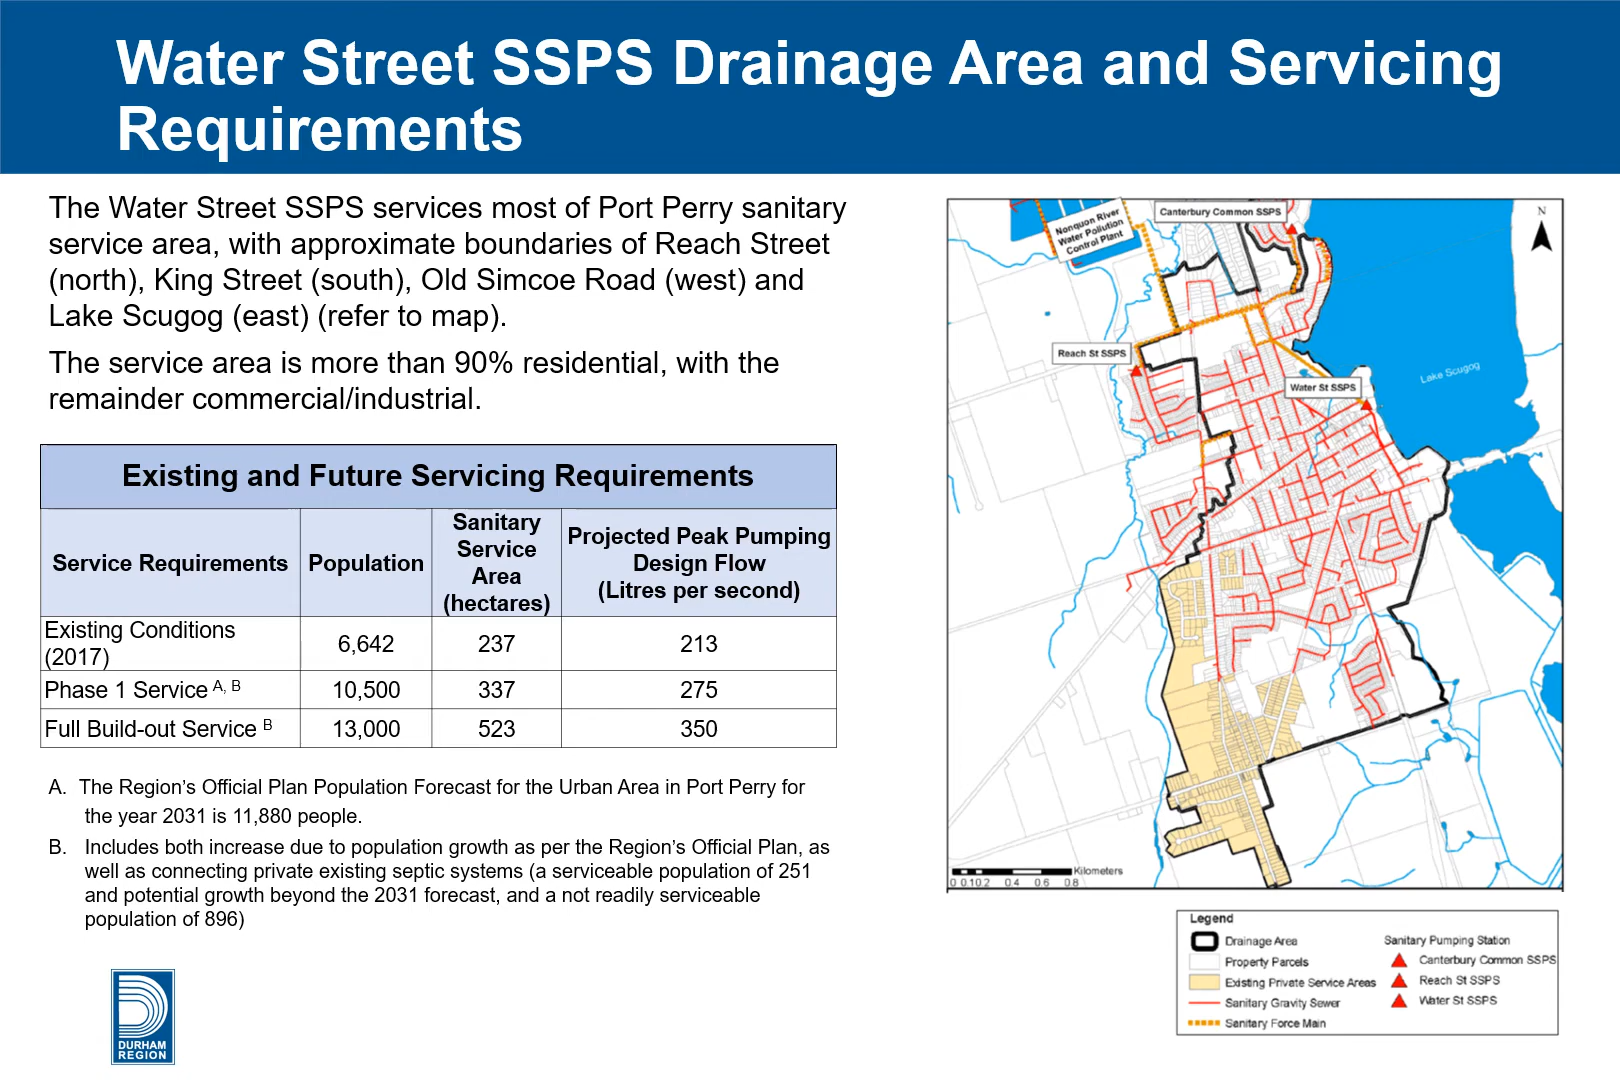 Water Street SSPS Drainage Area and Servicing
Requirements
The Water Street SSPS services most of Port Perry sanitary
service area, with approximate boundaries of Reach Street
(north), King Street (south), Old Simcoe Road (west) and
Lake Scugog (east) (refer to map).
The service area is more than 90% residential, with the
remainder commercial/industrial.
Existing and Future Servicing Requirements
Service Requirements
Population
Sanitary
Service
Area
(hectares)
Projected Peak Pumping
Design Flow
(Litres per second)
Existing Conditions
(2017)
6,642
237
213
Phase 1 Service A, B
10,500
337
275
Full Build-out Service B
13,000
523
350
A. The Region’s Official Plan Population Forecast for the Urban Area in Port Perry for
the year 2031 is 11,880 people.
B. Includes both increase due to population growth as per the Region’s Official Plan, as
well as connecting private existing septic systems (a serviceable population of 251
and potential growth beyond the 2031 forecast, and a not readily serviceable
population of 896)
DURHAM
REGION
Nonquon River
Water Pollution
Control Plant
Canterbury Common SSPS
N
Reach St SSPS
Water St SSPS
Lake Scugog
Kilometers
0 0.10.2 0.4 0.6 0.8
Legend
Drainage Area
Property Parcels
Existing Private Service Areas
Sanitary Gravity Sewer
Sanitary Force Main
Sanitary Pumping Station
Canterbury Common SSPS
Reach St SSPS
Water St SSPS